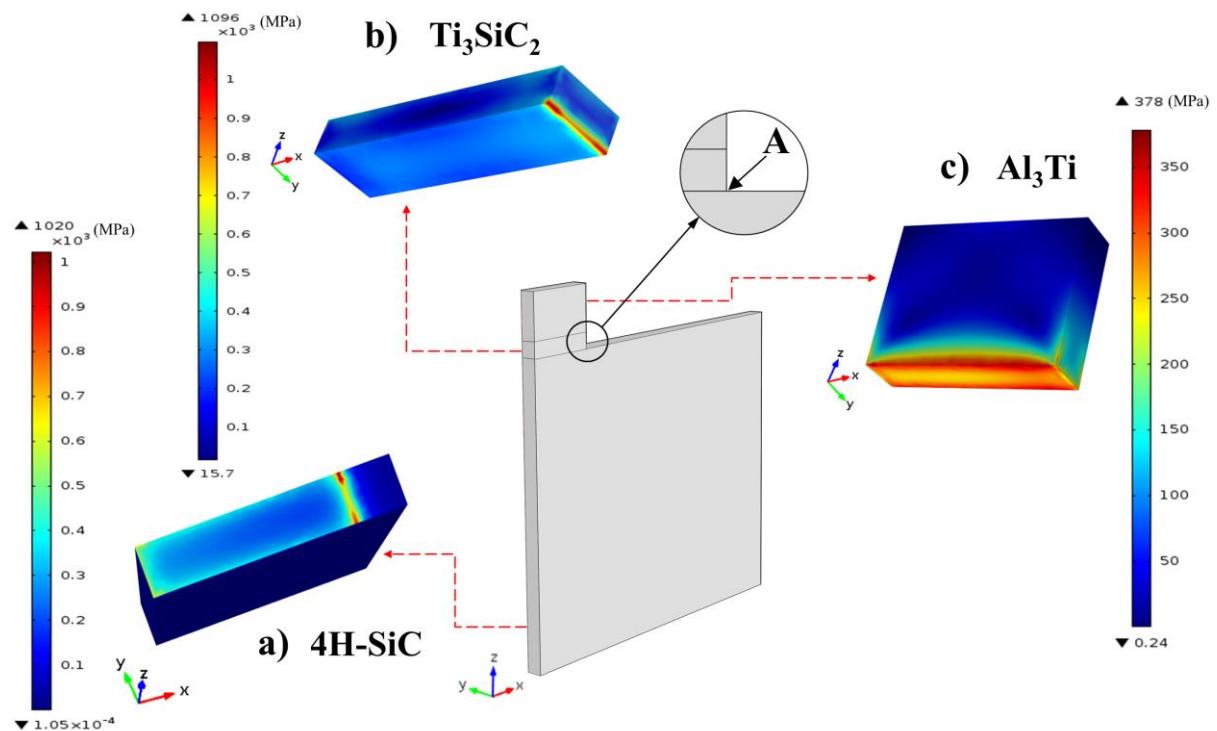 ▲ 1096
×10³ (MPa)
1
0.9
0.8
0.7
0.6
0.5
0.4
0.3
0.2
0.1
▼ 15.7
b) Ti₃SiC₂
z
x
y
A
▲ 378 (MPa)
350
300
250
200
150
100
50
▼ 0.24
c) Al₃Ti
z
x
y
▲ 1020
×10³ (MPa)
1
0.9
0.8
0.7
0.6
0.5
0.4
0.3
0.2
0.1
▼ 1.05×10⁻⁴
a) 4H-SiC
y
z
x
z
y
x